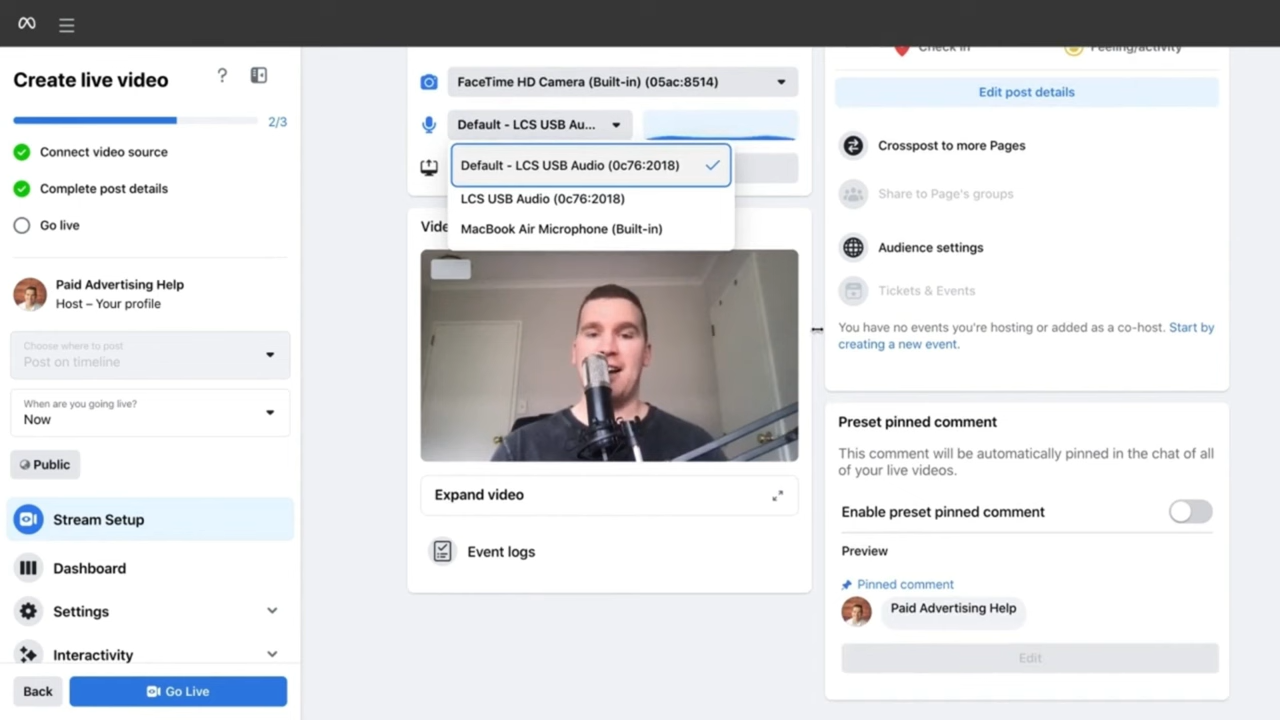 Create live video
?
2/3
Connect video source
Complete post details
Go live
Paid Advertising Help
Host – Your profile
Choose where to post
Post on timeline
When are you going live?
Now
Public
Stream Setup
Dashboard
Settings
Interactivity
Back
Go Live
FaceTime HD Camera (Built-in) (05ac:8514)
Default - LCS USB Au...
Default - LCS USB Audio (0c76:2018)
LCS USB Audio (0c76:2018)
MacBook Air Microphone (Built-in)
Expand video
Event logs
Check in
Feeling/activity
Edit post details
Crosspost to more Pages
Share to Page's groups
Audience settings
Tickets & Events
You have no events you're hosting or added as a co-host. Start by
creating a new event.
Preset pinned comment
This comment will be automatically pinned in the chat of all
of your live videos.
Enable preset pinned comment
Preview
Pinned comment
Paid Advertising Help
Edit